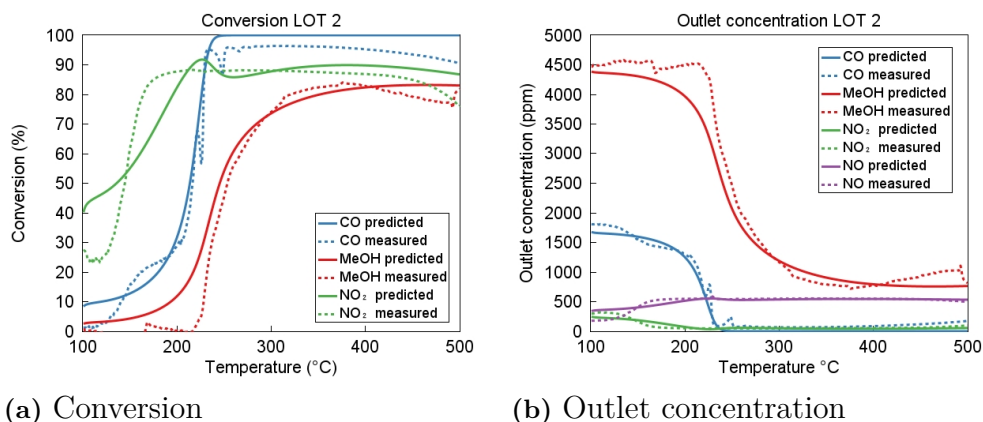 Conversion LOT 2
Conversion (%)
100
90
80
70
60
50
40
30
20
10
0
100
200
300
400
500
Temperature (°C)
CO predicted
CO measured
MeOH predicted
MeOH measured
NO₂ predicted
NO₂ measured
(a) Conversion
Outlet concentration LOT 2
Outlet concentration (ppm)
5000
4500
4000
3500
3000
2500
2000
1500
1000
500
0
100
200
300
400
500
Temperature °C
CO predicted
CO measured
MeOH predicted
MeOH measured
NO₂ predicted
NO₂ measured
NO predicted
NO measured
(b) Outlet concentration